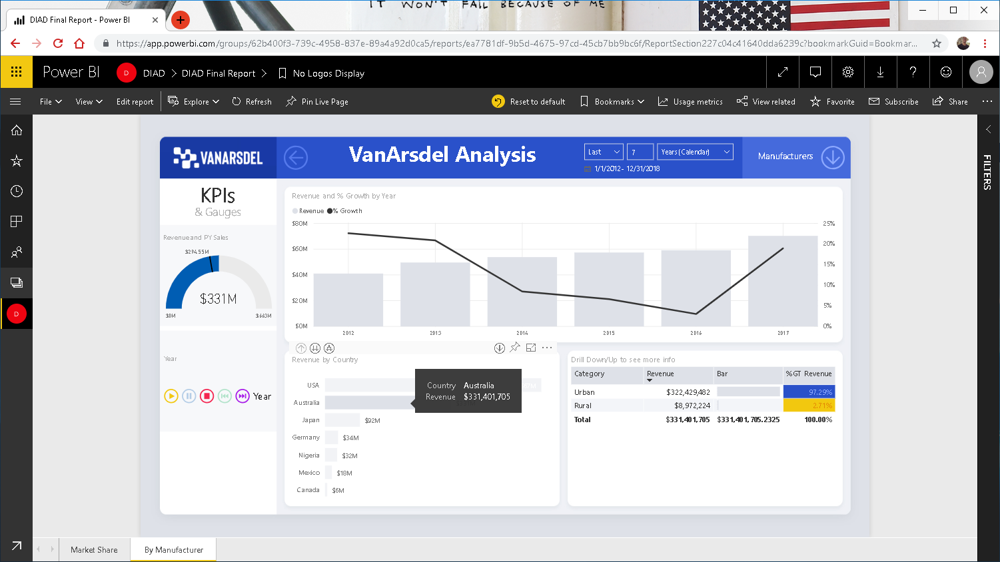 IT WON'T FAIL BECAUSE OF ME
DIAD Final Report - Power BI
https://app.powerbi.com/groups/62b400f3-739c-4958-837e-89a4a92d0ca5/reports/ea7781df-9b5d-4675-97cd-45cb7bb9bc6f/ReportSection227c04c41640dda6239c?bookmarkGuid=Bookmar...
Power BI D DIAD DIAD Final Report No Logos Display
File View Edit report Explore Refresh Pin Live Page Reset to default Bookmarks Usage metrics View related Favorite Subscribe Share
VANARSDEL VanArsdel Analysis Last 7 Years (Calendar) Manufacturers
1/1/2012 - 12/31/2018
FILTERS
KPIs
& Gauges
Revenue and PY Sales
$294.55M
$331M
$0M $663M
Year
Year
D
Revenue and % Growth by Year
Revenue % Growth
$80M 25%
20%
$60M
15%
$40M
10%
$20M
5%
$0M 0%
2012 2013 2014 2015 2016 2017
Revenue by Country
USA
Australia
Japan $92M
Germany $34M
Nigeria $32M
Mexico $18M
Canada $6M
Country Australia
Revenue $331,401,705
Drill Down/Up to see more info
Category Revenue Bar %GT Revenue
Urban $322,429,482 97.29%
Rural $8,972,224 2.71%
Total $331,401,705 $331,401,705.2325 100.00%
Market Share By Manufacturer